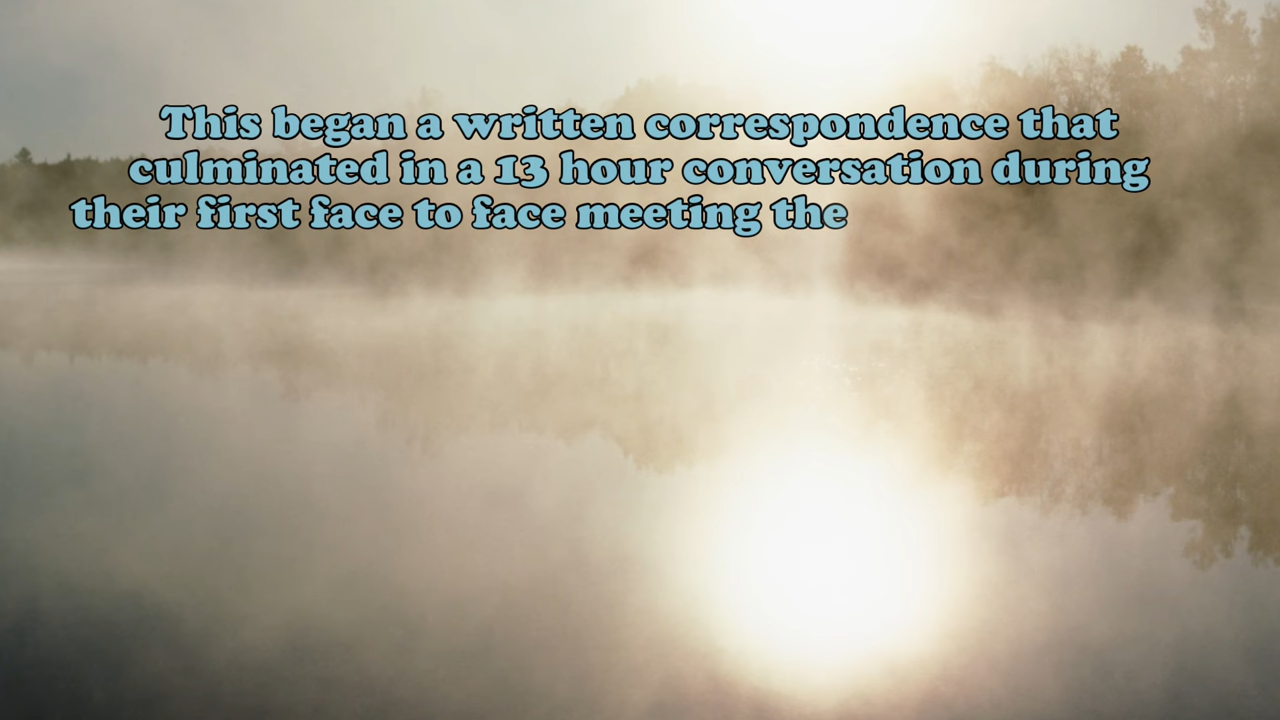 This began a written correspondence that
culminated in a 13 hour conversation during
their first face to face meeting the